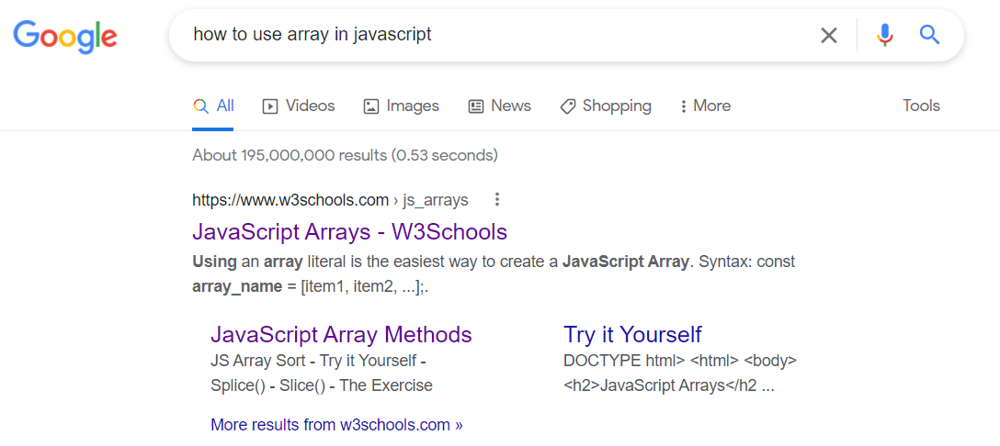 Google
how to use array in javascript
All Videos Images News Shopping More Tools
About 195,000,000 results (0.53 seconds)
https://www.w3schools.com › js_arrays
JavaScript Arrays - W3Schools
Using an array literal is the easiest way to create a JavaScript Array. Syntax: const
array_name = [item1, item2, ...];.
JavaScript Array Methods
JS Array Sort - Try it Yourself -
Splice() - Slice() - The Exercise
Try it Yourself
DOCTYPE html> <html> <body>
<h2>JavaScript Arrays</h2 ...
More results from w3schools.com »